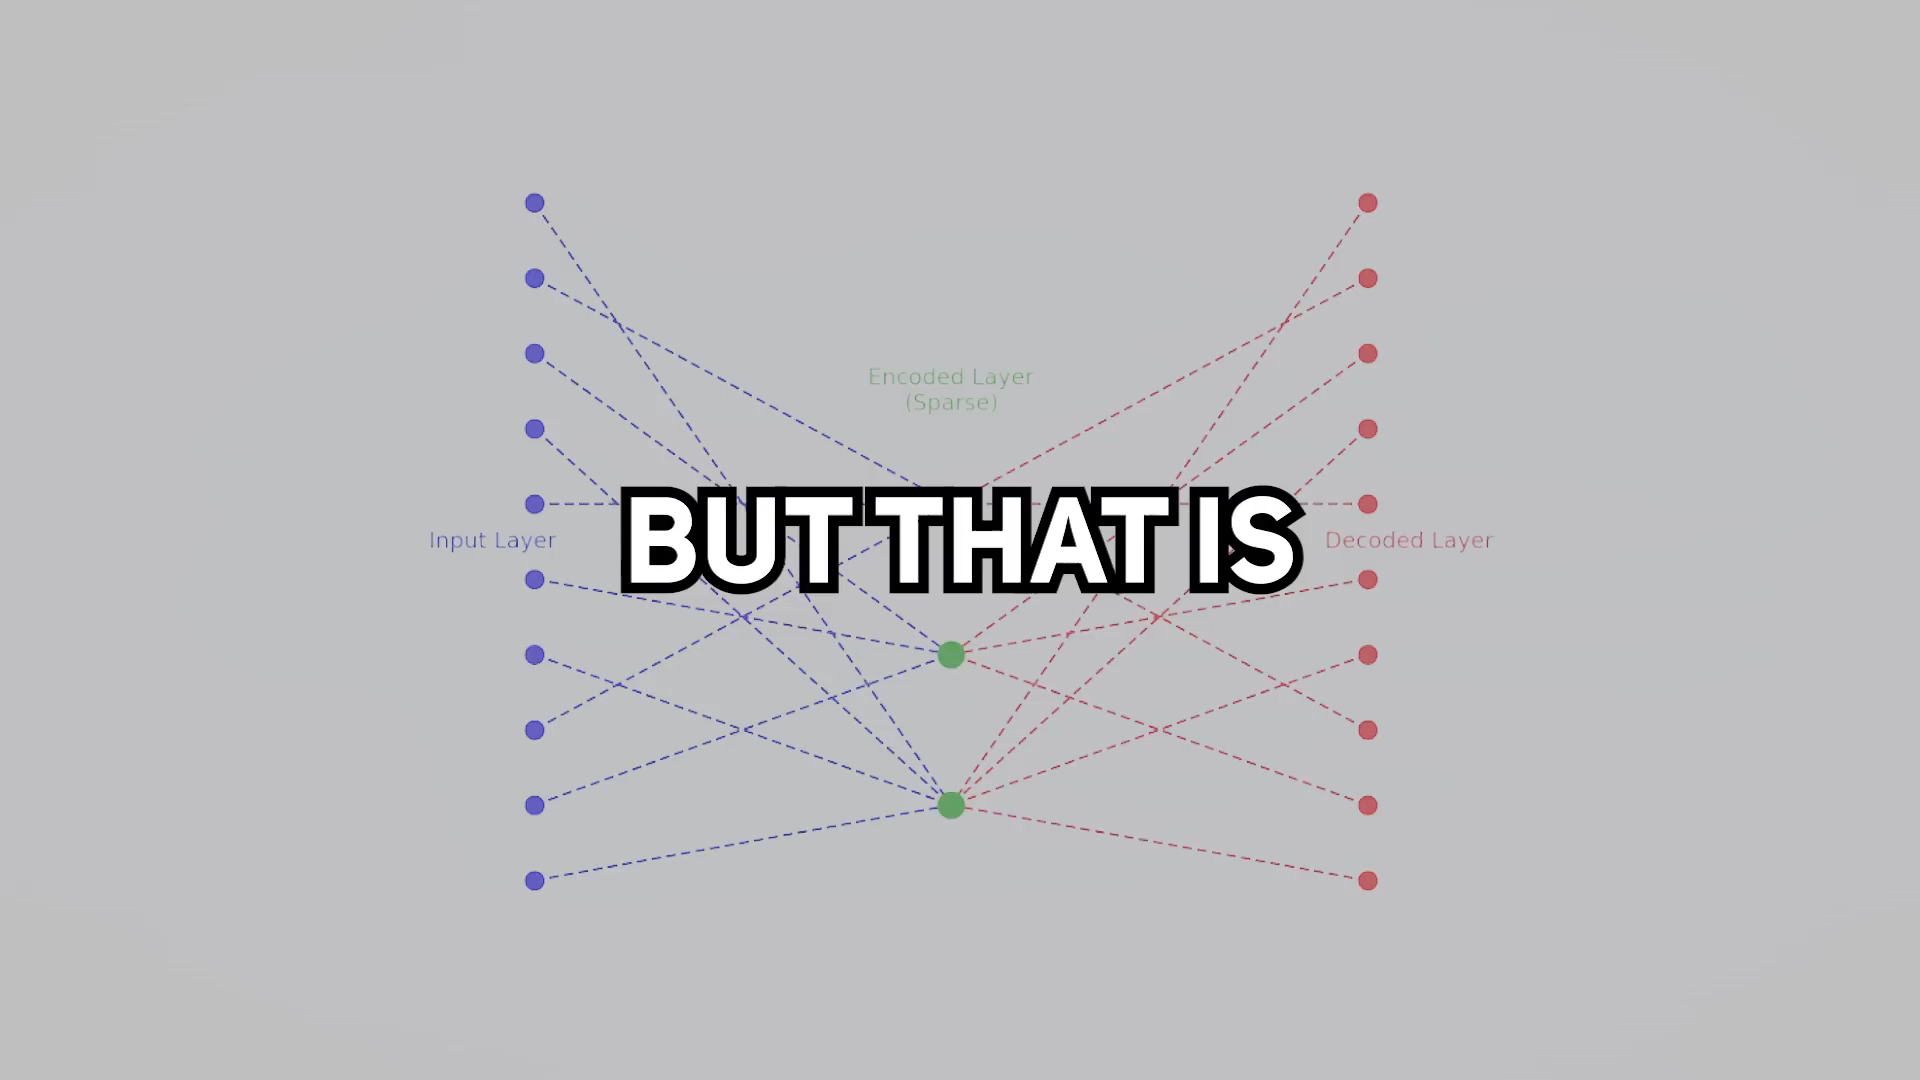 Encoded Layer
(Sparse)
Input Layer
BUT THAT IS
Decoded Layer